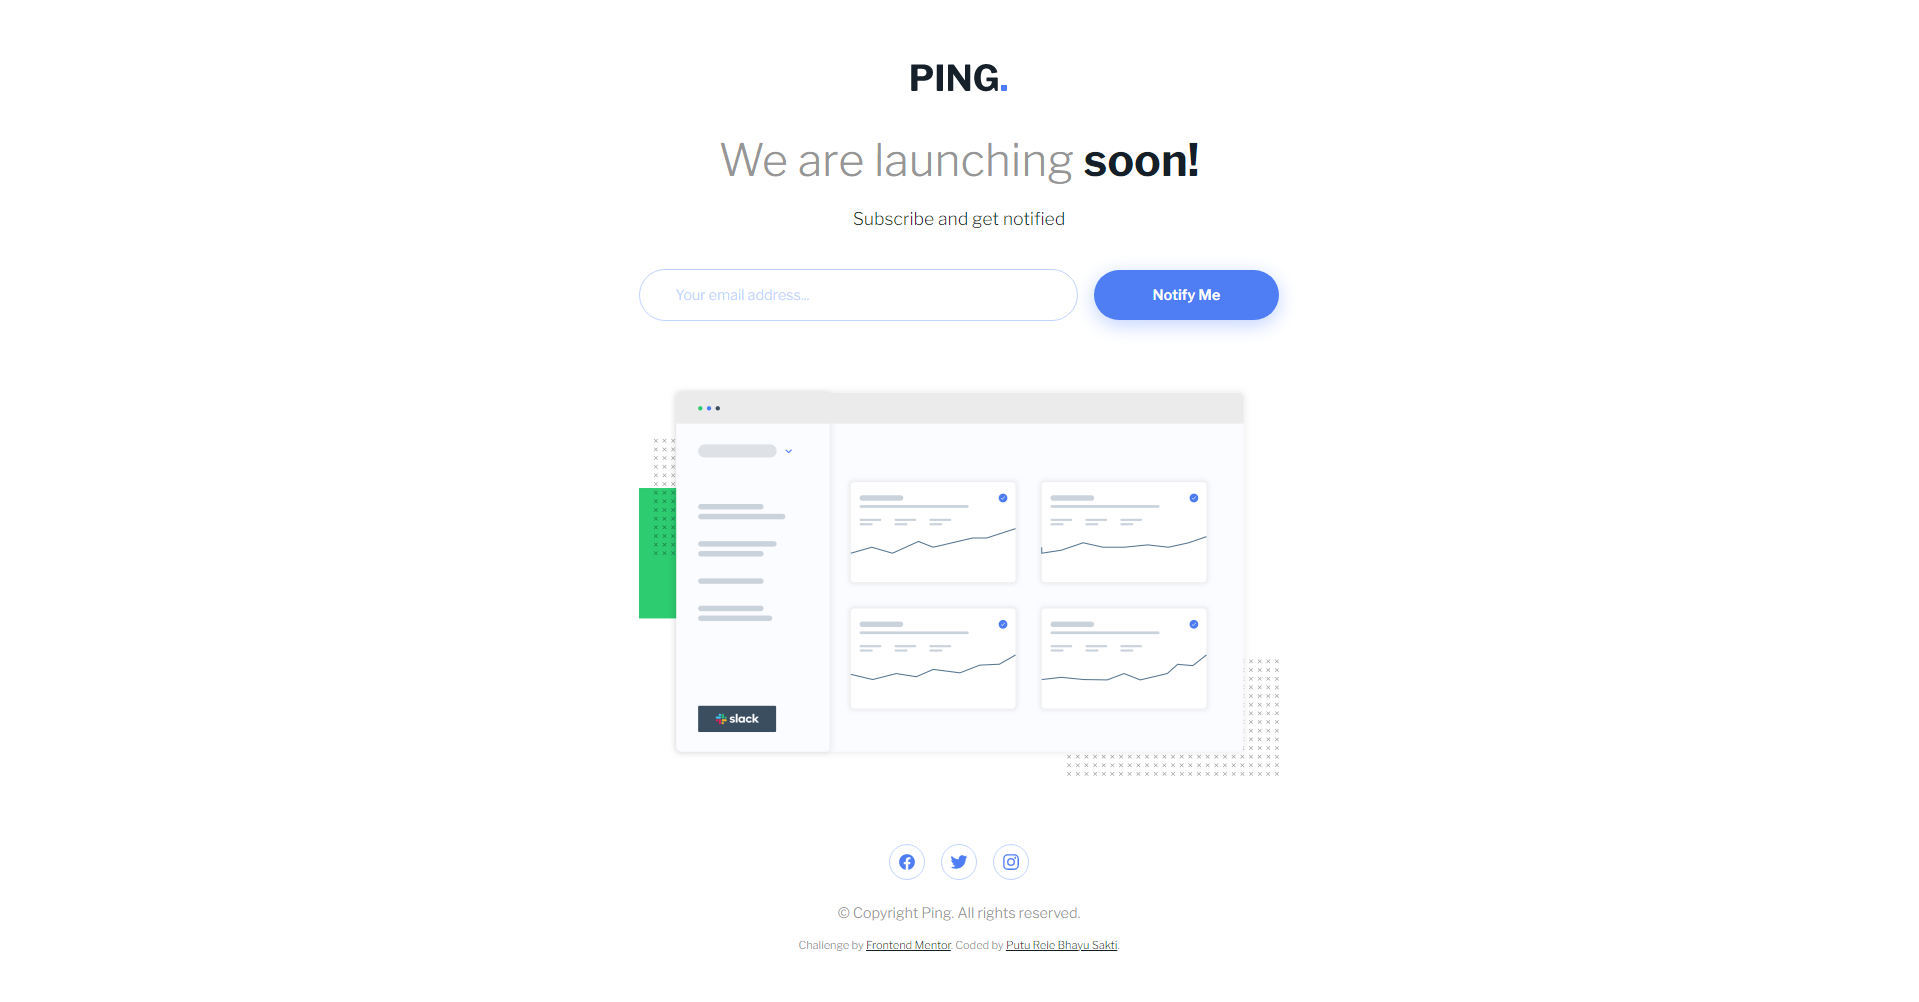 PING.
We are launching soon!
Subscribe and get notified
Your email address...
Notify Me
slack
© Copyright Ping. All rights reserved.
Challenge by Frontend Mentor. Coded by Putu Rele Bhayu Sakti.